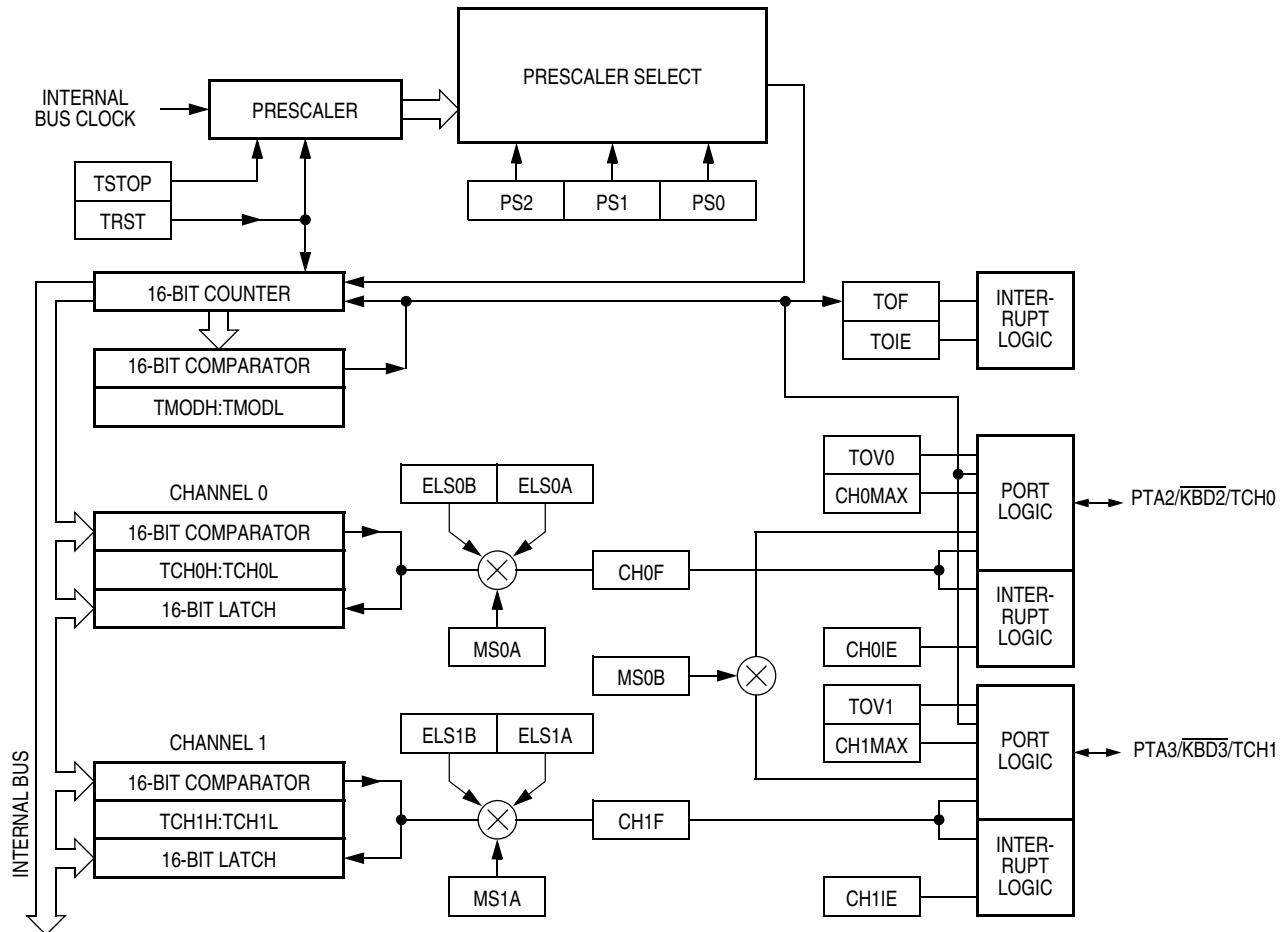 PRESCALER SELECT
INTERNAL
BUS CLOCK
PRESCALER
TSTOP
TRST
PS2
PS1
PS0
16-BIT COUNTER
TOF
TOIE
INTER-
RUPT
LOGIC
16-BIT COMPARATOR
TMODH:TMODL
TOV0
CH0MAX
PORT
LOGIC
PTA2/KBD2/TCH0
CHANNEL 0
ELS0B
ELS0A
16-BIT COMPARATOR
TCH0H:TCH0L
16-BIT LATCH
CH0F
MS0A
INTER-
RUPT
LOGIC
CH0IE
MS0B
TOV1
CH1MAX
PORT
LOGIC
PTA3/KBD3/TCH1
CHANNEL 1
ELS1B
ELS1A
16-BIT COMPARATOR
TCH1H:TCH1L
16-BIT LATCH
CH1F
MS1A
INTER-
RUPT
LOGIC
CH1IE
INTERNAL BUS